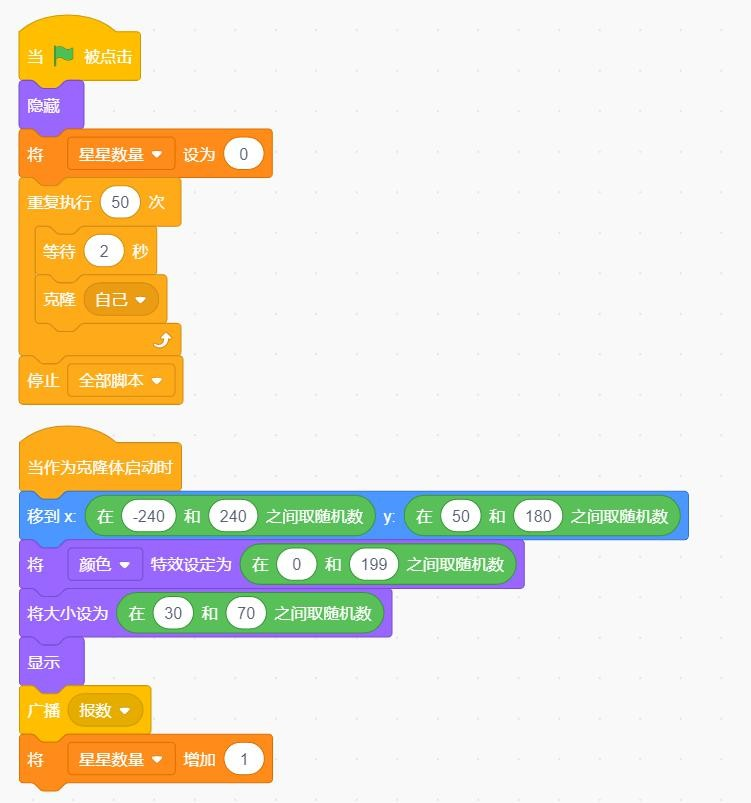 当 被点击
隐藏
将 星星数量 设为 0
重复执行 50 次
等待 2 秒
克隆 自己
停止 全部脚本
当作为克隆体启动时
移到 x: 在 -240 和 240 之间取随机数 y: 在 50 和 180 之间取随机数
将 颜色 特效设定为 在 0 和 199 之间取随机数
将大小设为 在 30 和 70 之间取随机数
显示
广播 报数
将 星星数量 增加 1